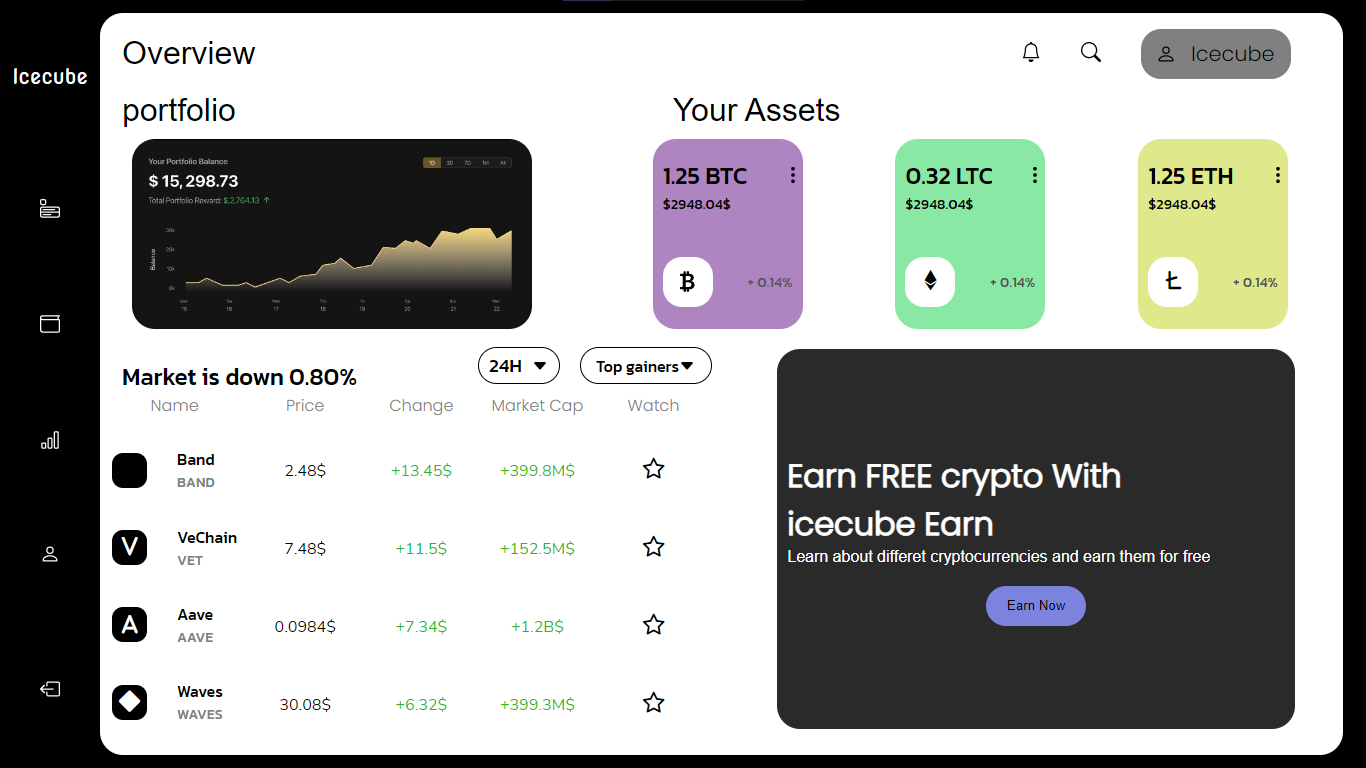 Icecube
Overview
Icecube
portfolio
Your Assets
Your Portfolio Balance
1D 3D 7D 1M All
$ 15, 298.73
Total Portfolio Reward: $,2,764.13 ↑
Balance
30k
20k
10k
0k
Mon Tue Wed Thu Fri Sa Sun Mon
15 16 17 18 19 20 21 22
1.25 BTC
$2948.04$
+ 0.14%
0.32 LTC
$2948.04$
+ 0.14%
1.25 ETH
$2948.04$
+ 0.14%
Market is down 0.80%
24H
Top gainers
Name Price Change Market Cap Watch
Band
BAND
2.48$ +13.45$ +399.8M$
V
VeChain
VET
7.48$ +11.5$ +152.5M$
A
Aave
AAVE
0.0984$ +7.34$ +1.2B$
Waves
WAVES
30.08$ +6.32$ +399.3M$
Earn FREE crypto With
icecube Earn
Learn about differet cryptocurrencies and earn them for free
Earn Now